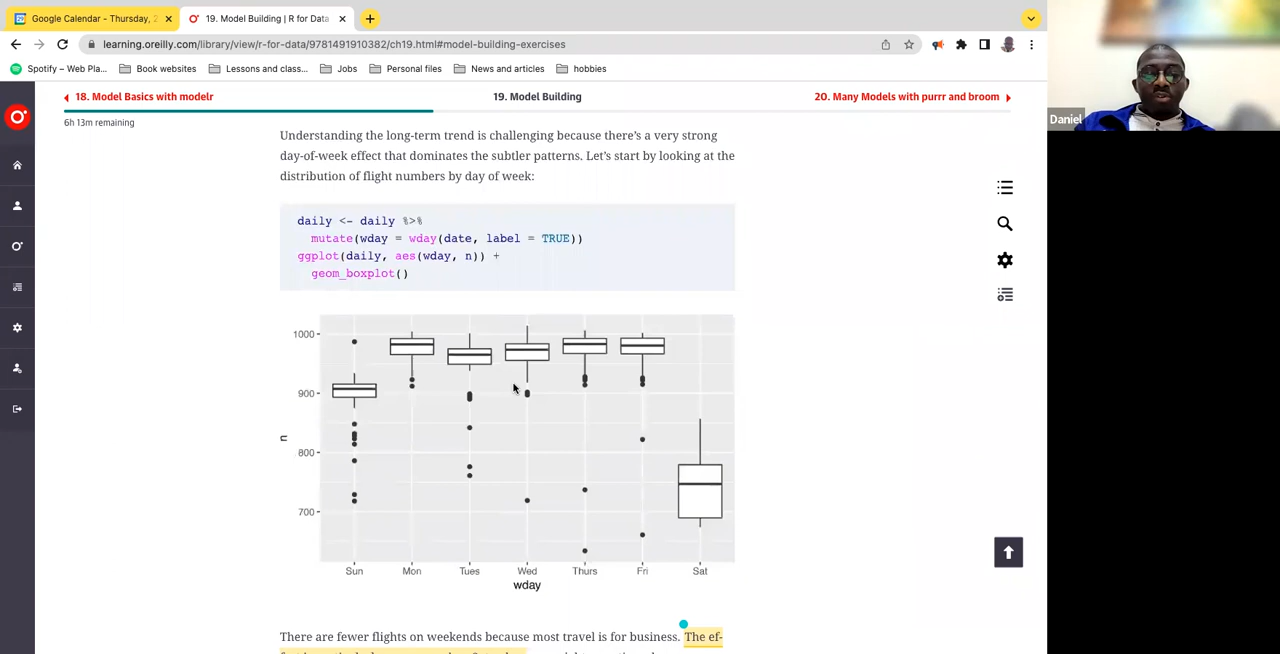 Google Calendar - Thursday, 2
19. Model Building | R for Data
learning.oreilly.com/library/view/r-for-data/9781491910382/ch19.html#model-building-exercises
Spotify – Web Pla...
Book websites
Lessons and class...
Jobs
Personal files
News and articles
hobbies
18. Model Basics with modelr
19. Model Building
20. Many Models with purrr and broom
6h 13m remaining
Understanding the long-term trend is challenging because there's a very strong
day-of-week effect that dominates the subtler patterns. Let's start by looking at the
distribution of flight numbers by day of week:
daily <- daily %>%
mutate(wday = wday(date, label = TRUE))
ggplot(daily, aes(wday, n)) +
geom_boxplot()
1000
900
800
700
n
Sun Mon Tues Wed Thurs Fri Sat
wday
There are fewer flights on weekends because most travel is for business. The ef-
Daniel